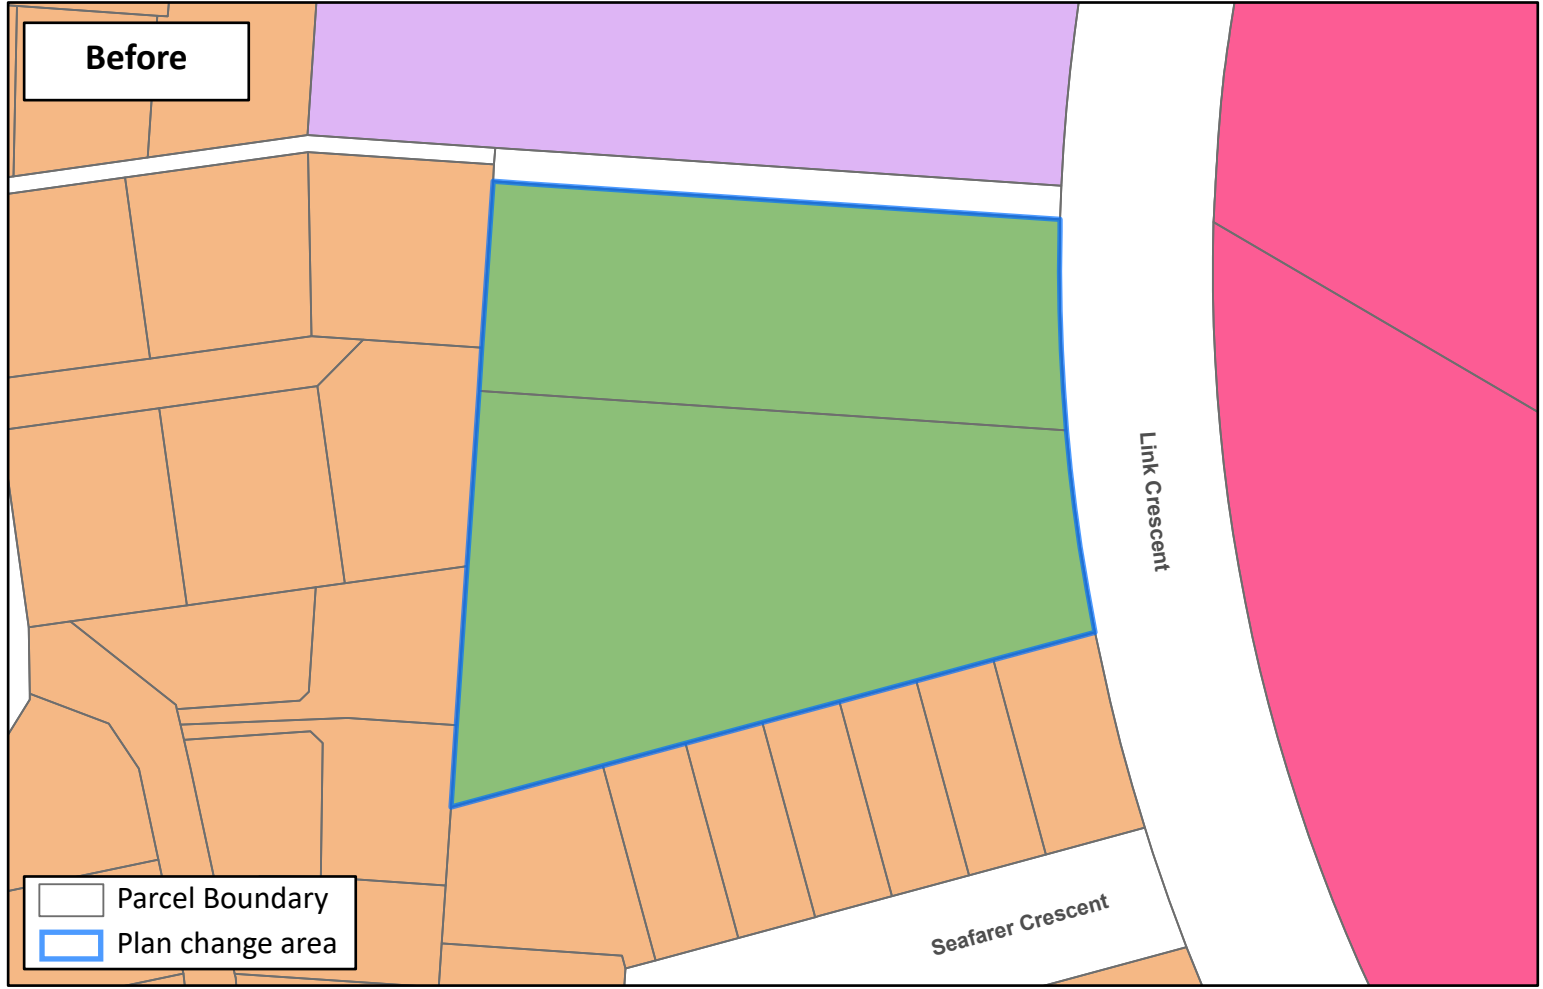 Before
Link Crescent
Seafarer Crescent
Parcel Boundary
Plan change area